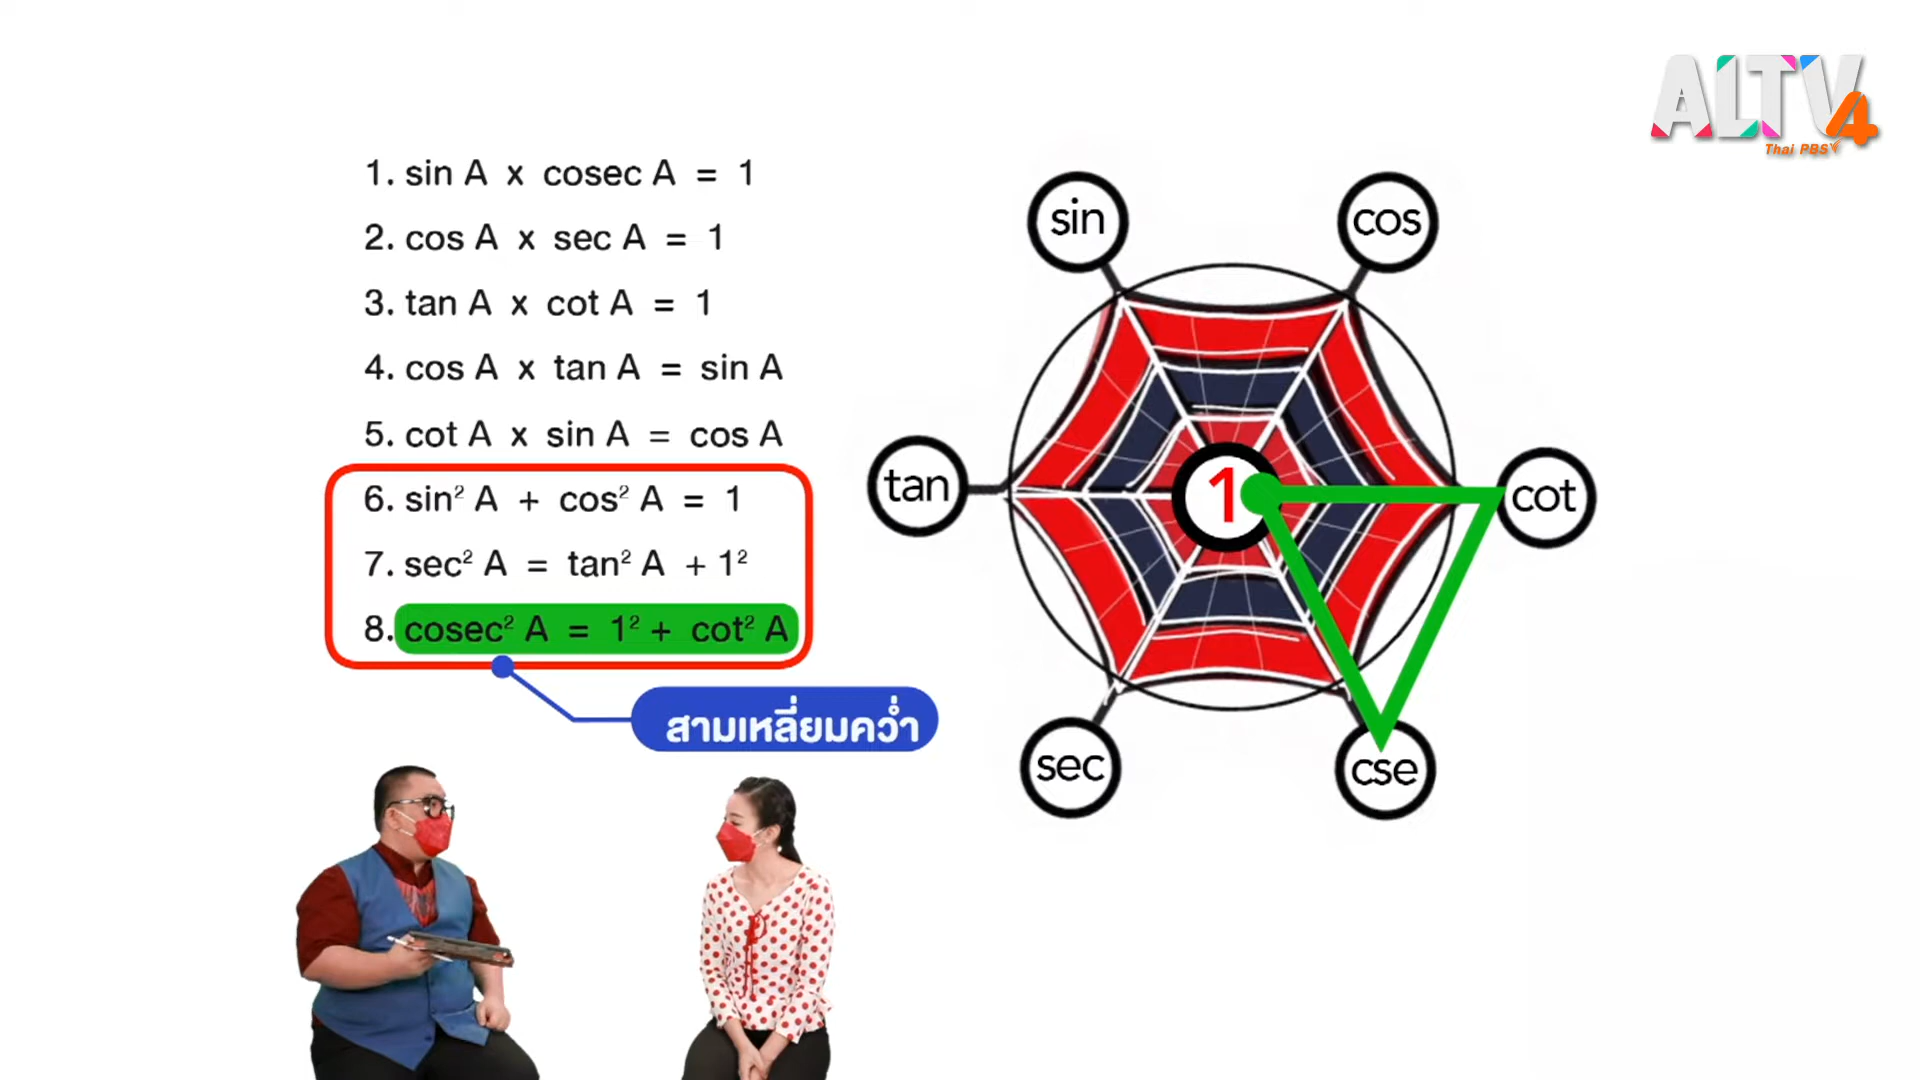 ALTV4
Thai PBS
1. sin A x cosec A = 1
2. cos A x sec A = 1
3. tan A x cot A = 1
4. cos A x tan A = sin A
5. cot A x sin A = cos A
6. sin² A + cos² A = 1
7. sec² A = tan² A + 1²
8. cosec² A = 1² + cot² A
สามเหลี่ยมคว่ำ
sin
cos
tan
1
cot
sec
cse